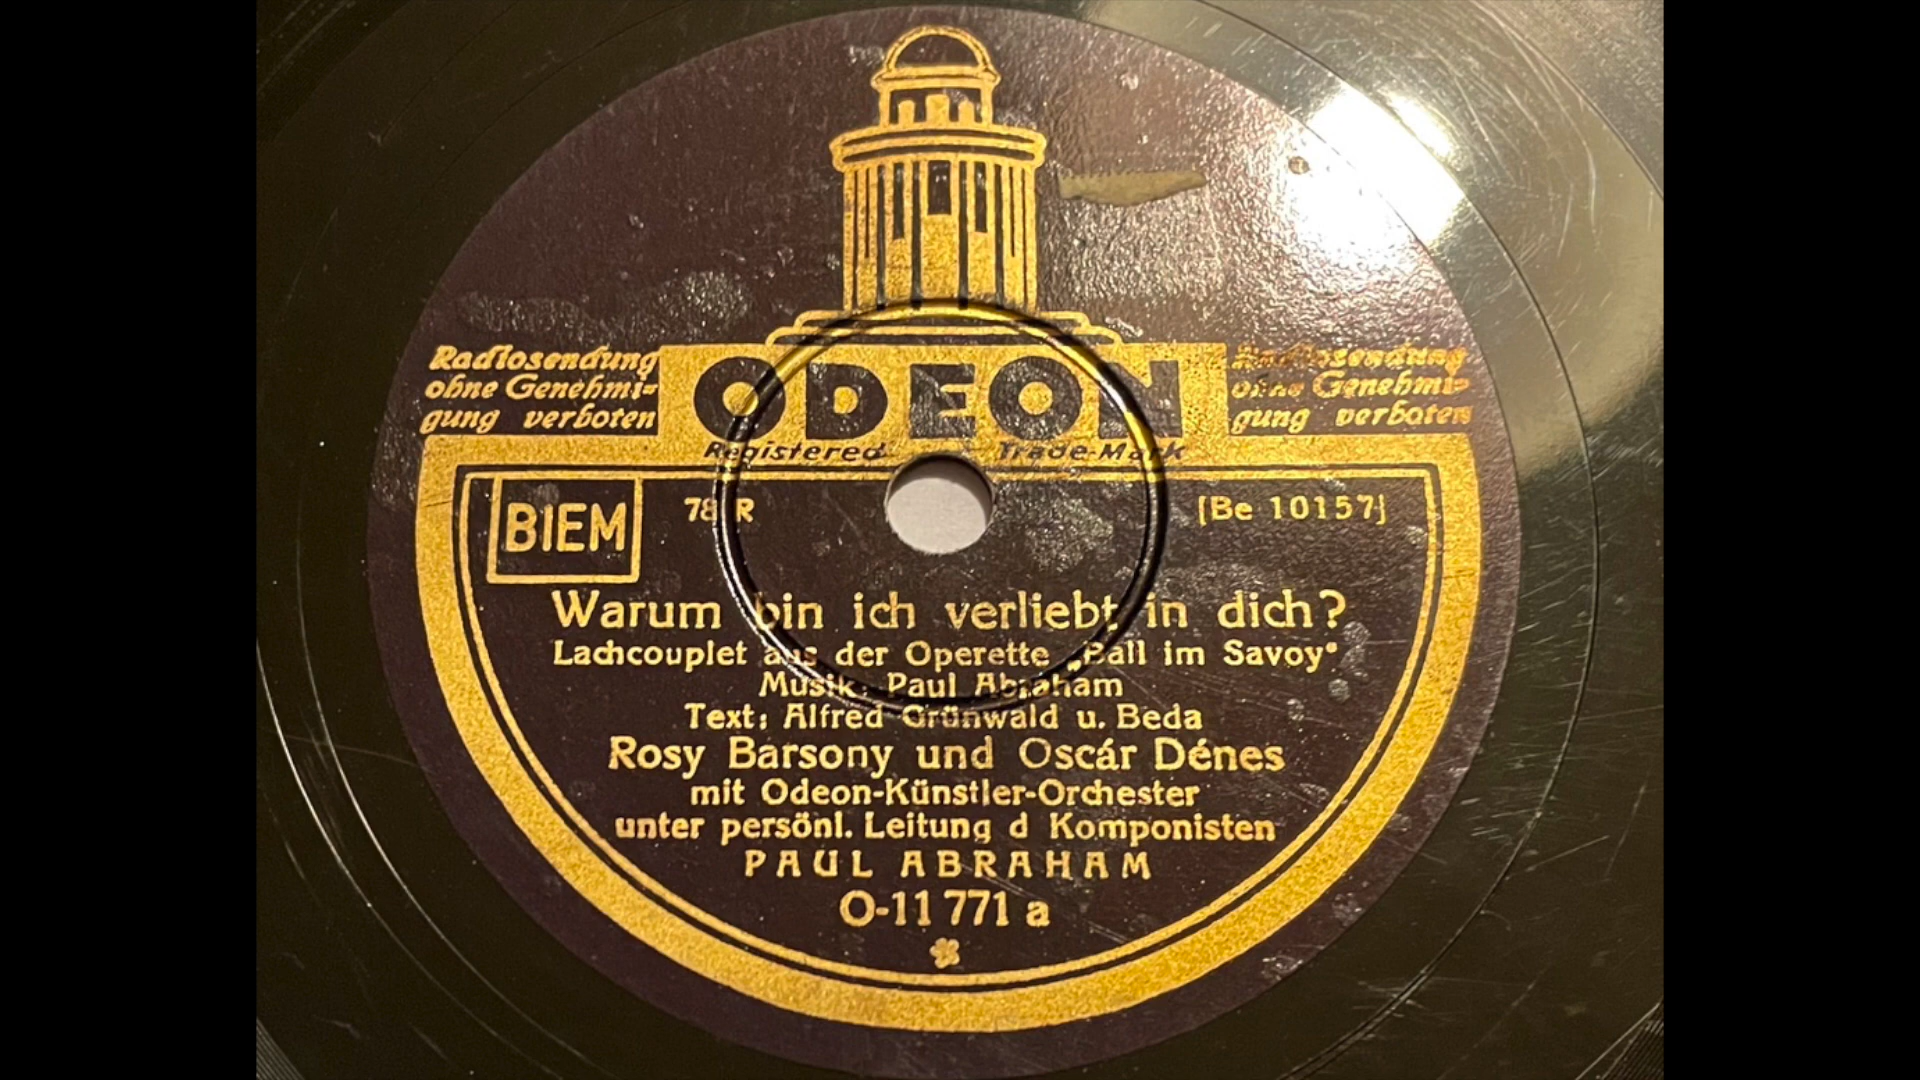 Radiosendung
ohne Genehmi=
gung verboten
ODEON
Registered Trade-Mark
Radiosendung
ohne Genehmi=
gung verboten
BIEM
78 R
[Be 10157]
Warum bin ich verliebt in dich?
Lachcouplet aus der Operette „Ball im Savoy“
Musik: Paul Abraham
Text: Alfred Grünwald u. Beda
Rosy Barsony und Oscár Dénes
mit Odeon-Künstler-Orchester
unter persönl. Leitung d Komponisten
PAUL ABRAHAM
O-11 771 a